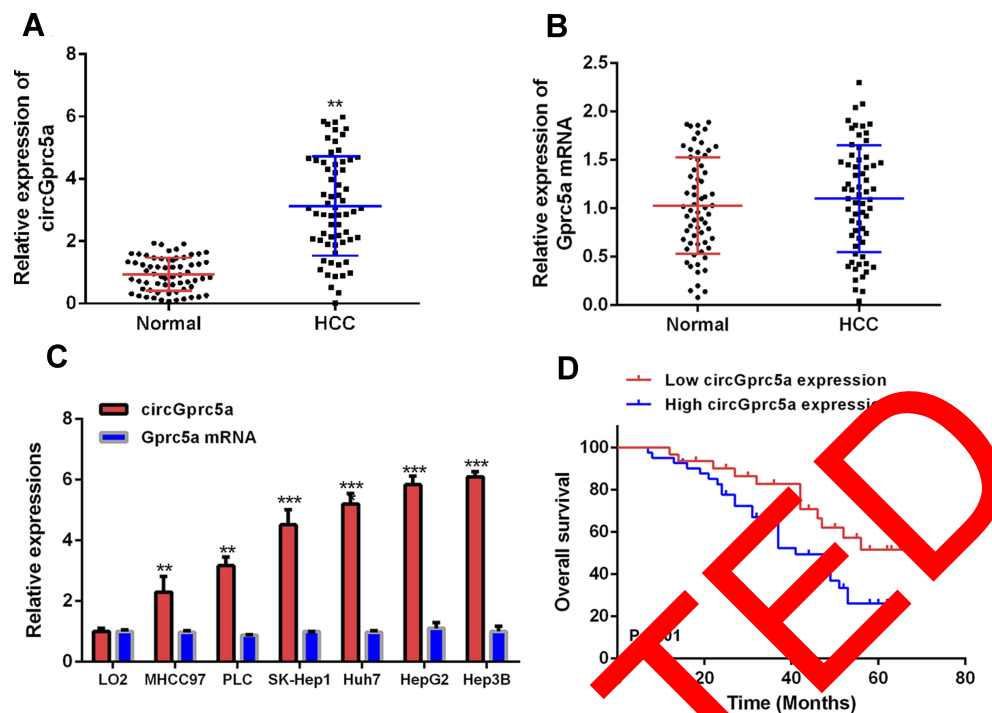 A
Relative expression of
circGprc5a
8
6
4
2
0
**
Normal
HCC
B
Relative expression of
Gprc5a mRNA
2.5
2.0
1.5
1.0
0.5
0.0
Normal
HCC
C
Relative expressions
8
6
4
2
0
circGprc5a
Gprc5a mRNA
**
**
***
***
***
***
LO2
MHCC97
PLC
SK-Hep1
Huh7
HepG2
Hep3B
D
Low circGprc5a expression
High circGprc5a
Overall survival
100
80
60
40
20
0
20
40
60
80
Time (Months)
TED